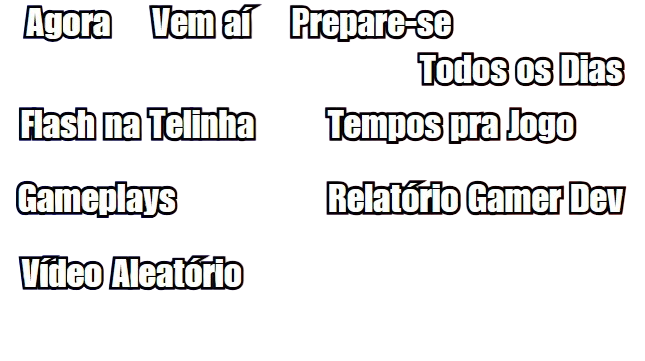 Agora Vem aí Prepare-se
Todos os Dias
Flash na Telinha Tempos pra Jogo
Gameplays Relatório Gamer Dev
Vídeo Aleatório